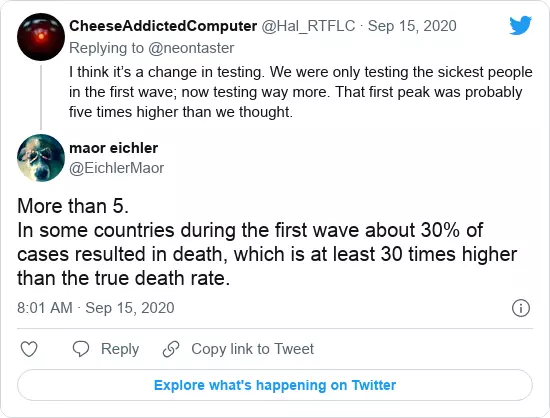 CheeseAddictedComputer @Hal_RTFLC · Sep 15, 2020
Replying to @neontaster
I think it’s a change in testing. We were only testing the sickest people
in the first wave; now testing way more. That first peak was probably
five times higher than we thought.
maor eichler
@EichlerMaor
More than 5.
In some countries during the first wave about 30% of
cases resulted in death, which is at least 30 times higher
than the true death rate.
8:01 AM · Sep 15, 2020
Reply
Copy link to Tweet
Explore what's happening on Twitter